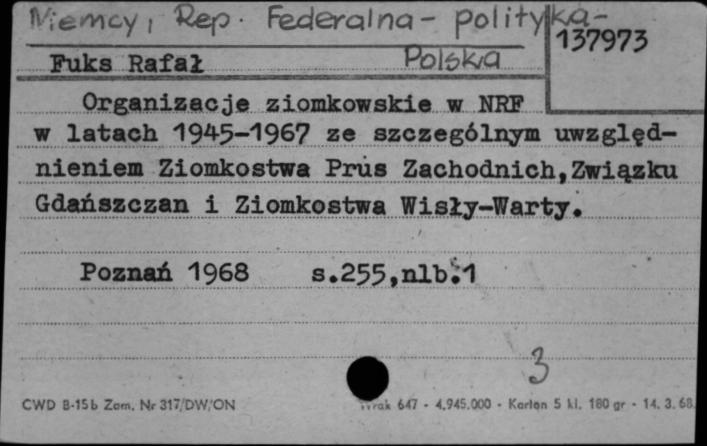 Niemcy, Rep. Federalna - polityka -
Polska
137973
Fuks Rafał
Organizacje ziomkowskie w NRF
w latach 1945-1967 ze szczególnym uwzględ-
nieniem Ziomkostwa Prus Zachodnich,Związku
Gdańszczan i Ziomkostwa Wisły-Warty.
Poznań 1968 s.255,nlb.1
3
CWD B-15b Zam. Nr 317/DW/ON
647 - 4.945.000 - Karton 5 kl. 180 gr - 14. 3. 68.